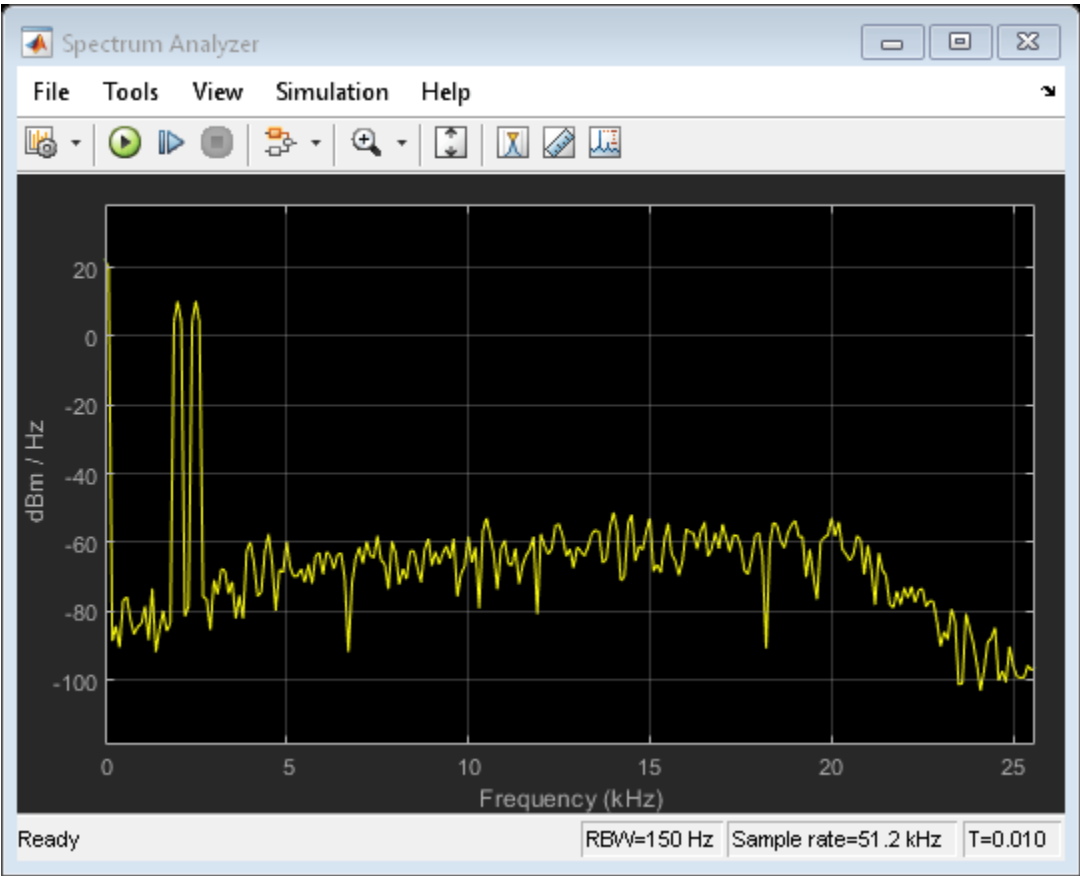 Spectrum Analyzer
File Tools View Simulation Help
20
0
-20
-40
-60
-80
-100
dBm / Hz
0 5 10 15 20 25
Frequency (kHz)
Ready RBW=150 Hz Sample rate=51.2 kHz T=0.010